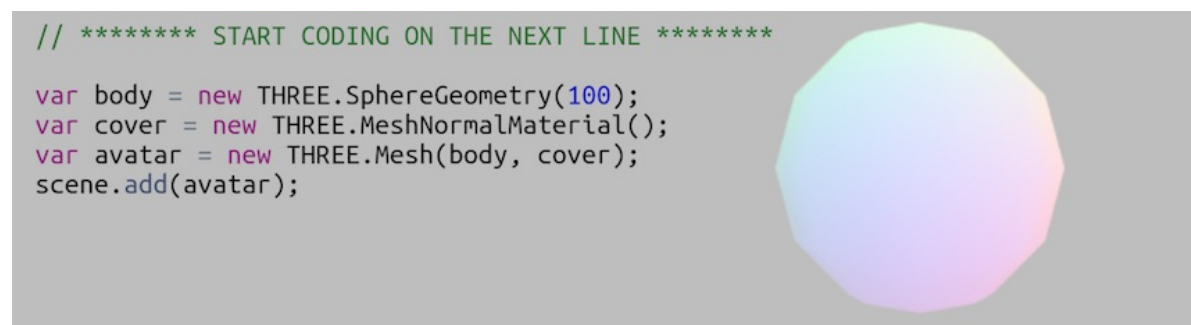 // ******** START CODING ON THE NEXT LINE ********
var body = new THREE.SphereGeometry(100);
var cover = new THREE.MeshNormalMaterial();
var avatar = new THREE.Mesh(body, cover);
scene.add(avatar);